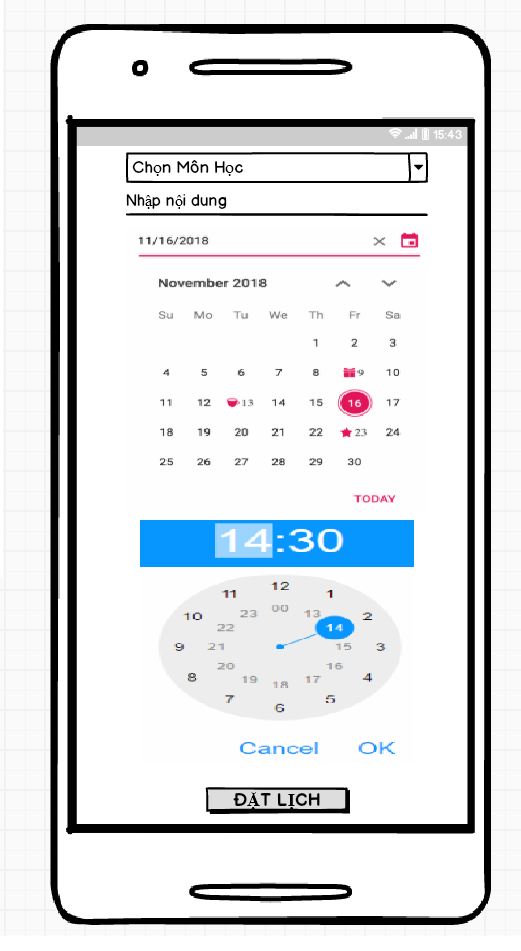 15:43
Chọn Môn Học
Nhập nội dung
11/16/2018
November 2018
Su Mo Tu We Th Fr Sa
1 2 3
4 5 6 7 8 9 10
11 12 13 14 15 16 17
18 19 20 21 22 23 24
25 26 27 28 29 30
TODAY
14:30
12
11 1
00
23 13
10 2
22 14
9 21 15 3
20 16
8 4
19 17
18
7 5
6
Cancel OK
ĐẶT LỊCH